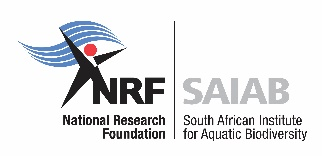 NRF SAIAB
National Research South African Institute
Foundation for Aquatic Biodiversity